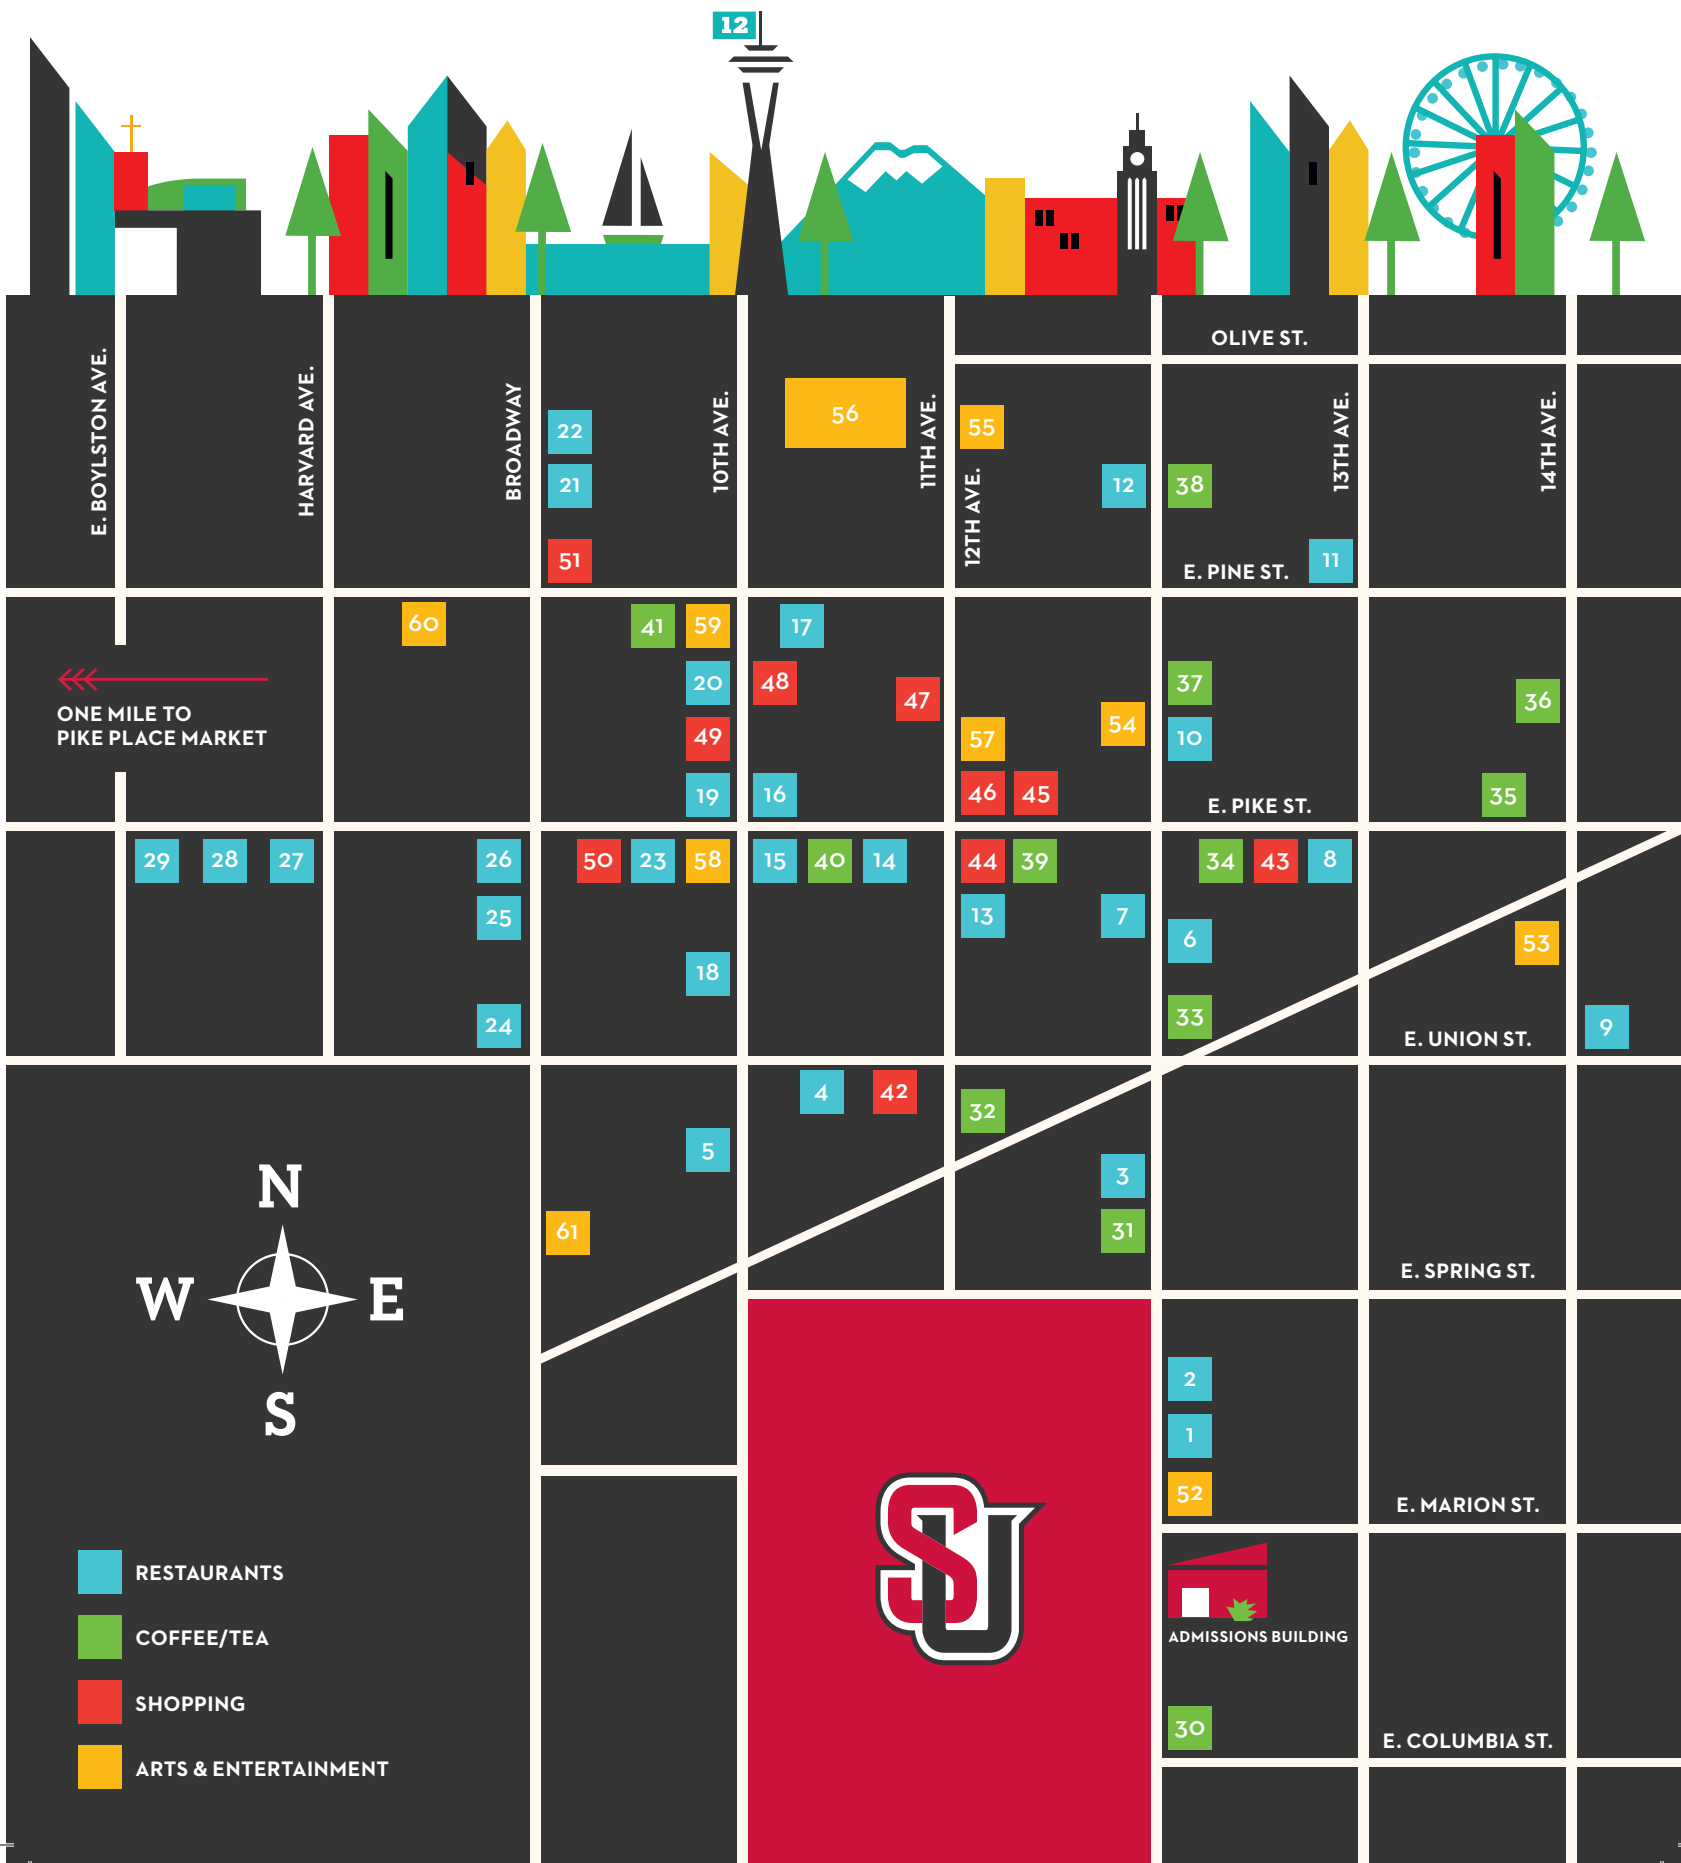 12
OLIVE ST.
E. BOYLSTON AVE.
HARVARD AVE.
BROADWAY
10TH AVE.
11TH AVE.
12TH AVE.
13TH AVE.
14TH AVE.
56
55
22
21
12
38
51
E. PINE ST.
11
60
41
59
17
20
48
47
37
36
ONE MILE TO
PIKE PLACE MARKET
49
57
54
10
19
16
46
45
E. PIKE ST.
35
29
28
27
26
50
23
58
15
40
14
44
39
34
43
8
25
13
7
6
53
18
24
33
E. UNION ST.
9
4
42
32
5
3
61
31
E. SPRING ST.
N
W
E
S
2
1
52
E. MARION ST.
SU
ADMISSIONS BUILDING
30
E. COLUMBIA ST.
RESTAURANTS
COFFEE/TEA
SHOPPING
ARTS & ENTERTAINMENT